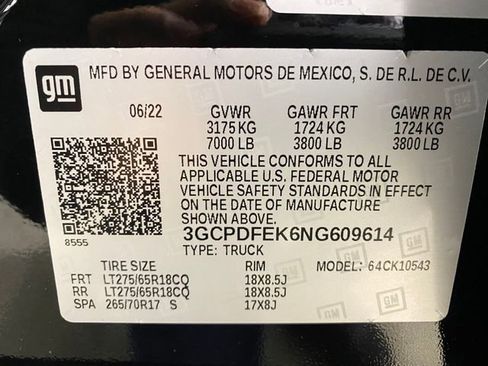 gm
MFD BY GENERAL MOTORS DE MEXICO, S. DE R.L. DE C.V.
06/22 GVWR GAWR FRT GAWR RR
3175 KG 1724 KG 1724 KG
7000 LB 3800 LB 3800 LB
THIS VEHICLE CONFORMS TO ALL
APPLICABLE U.S. FEDERAL MOTOR
VEHICLE SAFETY STANDARDS IN EFFECT
ON THE DATE OF MANUFACTURE
SHOWN ABOVE.
8555
3GCPDFEK6NG609614
TYPE: TRUCK
TIRE SIZE RIM MODEL: 64CK10543
FRT LT275/65R18CQ 18X8.5J
RR LT275/65R18CQ 18X8.5J
SPA 265/70R17 S 17X8J